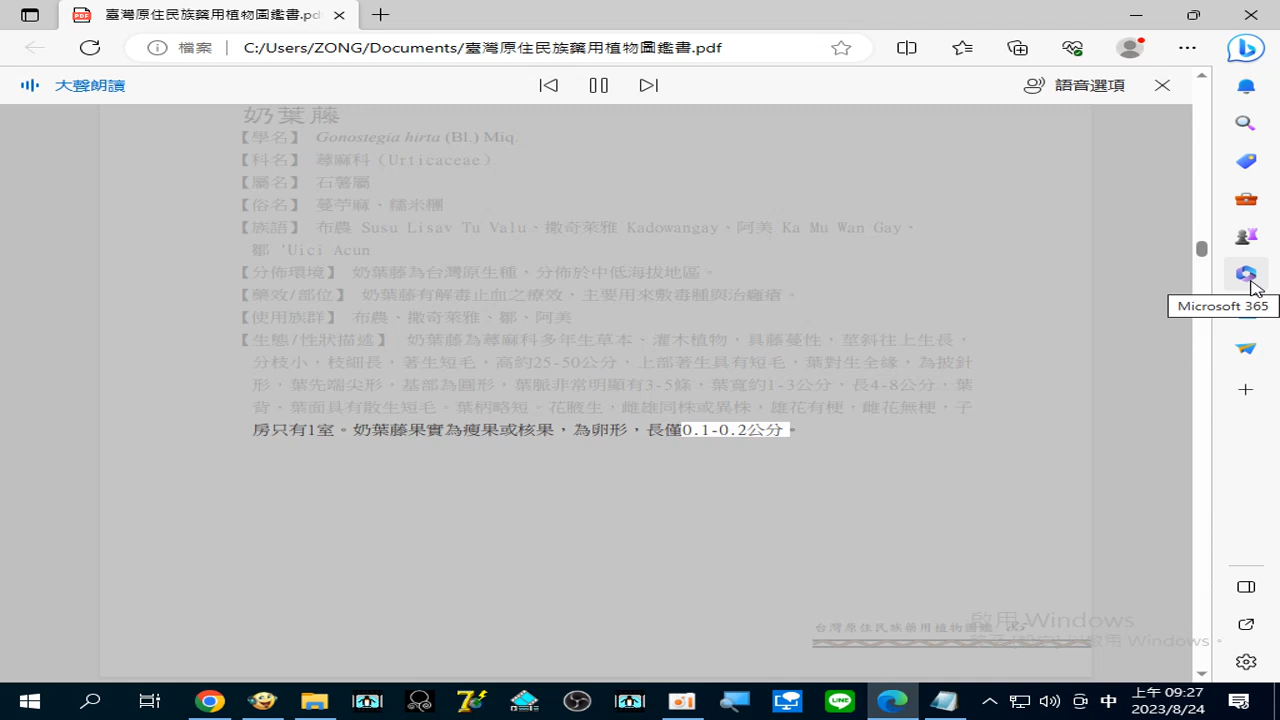 臺灣原住民族藥用植物圖鑑書.pd
檔案
C:/Users/ZONG/Documents/臺灣原住民族藥用植物圖鑑書.pdf
大聲朗讀
語音選項
奶葉藤
【學名】 Gonostegia hirta (Bl.) Miq.
【科名】 蕁麻科（Urticaceae）
【屬名】 石薯屬
【俗名】 蔓苧麻、糯米糰
【族語】 布農 Susu Lisav Tu Valu、撒奇萊雅 Kadowangay、阿美 Ka Mu Wan Gay、
鄒 'Uici Acun
【分佈環境】 奶葉藤為台灣原生種，分佈於中低海拔地區。
【藥效/部位】 奶葉藤有解毒止血之療效，主要用來敷毒腫與治癰瘡。
【使用族群】 布農、撒奇萊雅、鄒、阿美
【生態/性狀描述】 奶葉藤為蕁麻科多年生草本、灌木植物，具藤蔓性，莖斜往上生長，
分枝小，枝細長，著生短毛，高約25-50公分，上部著生具有短毛，葉對生全緣，為披針
形，葉先端尖形，基部為圓形，葉脈非常明顯有3-5條，葉寬約1-3公分，長4-8公分，葉
背、葉面具有散生短毛。葉柄略短。花腋生，雌雄同株或異株，雄花有梗，雌花無梗，子
房只有1室。奶葉藤果實為瘦果或核果，為卵形，長僅0.1-0.2公分。
Microsoft 365
台灣原住民族藥用植物圖鑑
啟用 Windows
啟用 Windows。
中
上午 09:27
2023/8/24